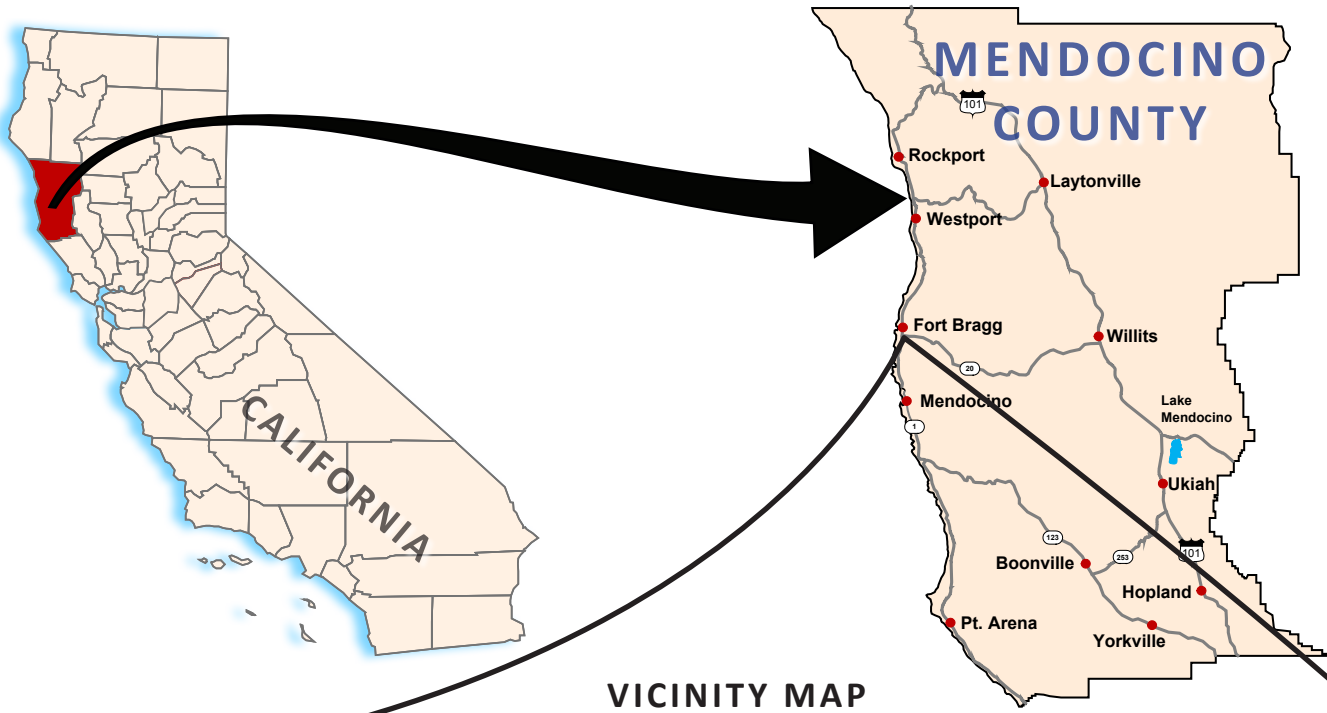 MENDOCINO
COUNTY
101
Rockport
Laytonville
Westport
Fort Bragg
Willits
20
Mendocino
Lake
Mendocino
1
CALIFORNIA
Ukiah
123
253
101
Boonville
Hopland
Pt. Arena
Yorkville
VICINITY MAP